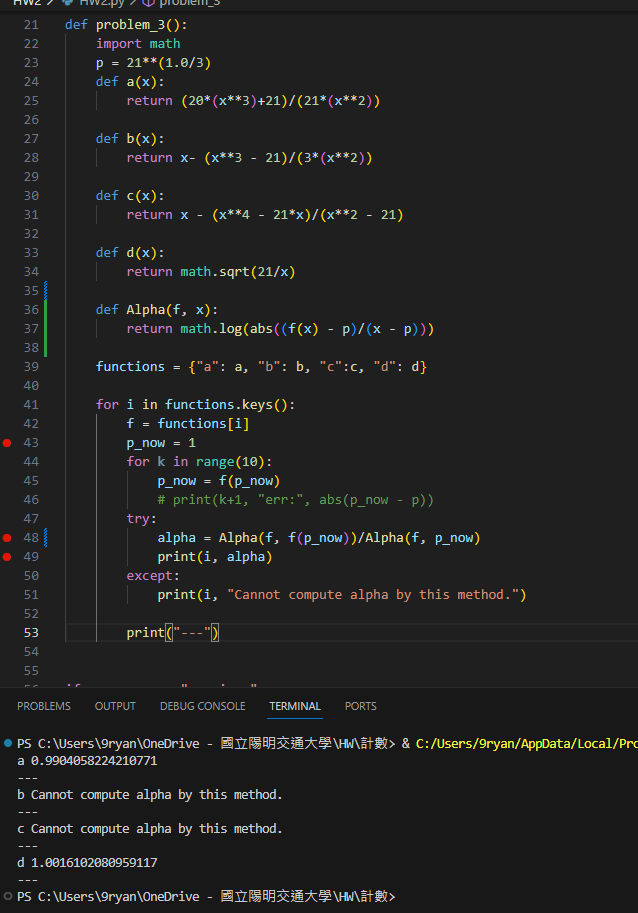 HW2 > HW2.py > problem_3
21 def problem_3():
22     import math
23     p = 21**(1.0/3)
24     def a(x):
25         return (20*(x**3)+21)/(21*(x**2))
26
27     def b(x):
28         return x- (x**3 - 21)/(3*(x**2))
29
30     def c(x):
31         return x - (x**4 - 21*x)/(x**2 - 21)
32
33     def d(x):
34         return math.sqrt(21/x)
35
36     def Alpha(f, x):
37         return math.log(abs((f(x) - p)/(x - p)))
38
39     functions = {"a": a, "b": b, "c":c, "d": d}
40
41     for i in functions.keys():
42         f = functions[i]
43         p_now = 1
44         for k in range(10):
45             p_now = f(p_now)
46             # print(k+1, "err:", abs(p_now - p))
47         try:
48             alpha = Alpha(f, f(p_now))/Alpha(f, p_now)
49             print(i, alpha)
50         except:
51             print(i, "Cannot compute alpha by this method.")
52
53         print("---")
54
55
PROBLEMS OUTPUT DEBUG CONSOLE TERMINAL PORTS
PS C:\Users\9ryan\OneDrive - 國立陽明交通大學\HW\計數> & C:/Users/9ryan/AppData/Local/Pro
a 0.9904058224210771
---
b Cannot compute alpha by this method.
---
c Cannot compute alpha by this method.
---
d 1.0016102080959117
---
PS C:\Users\9ryan\OneDrive - 國立陽明交通大學\HW\計數>